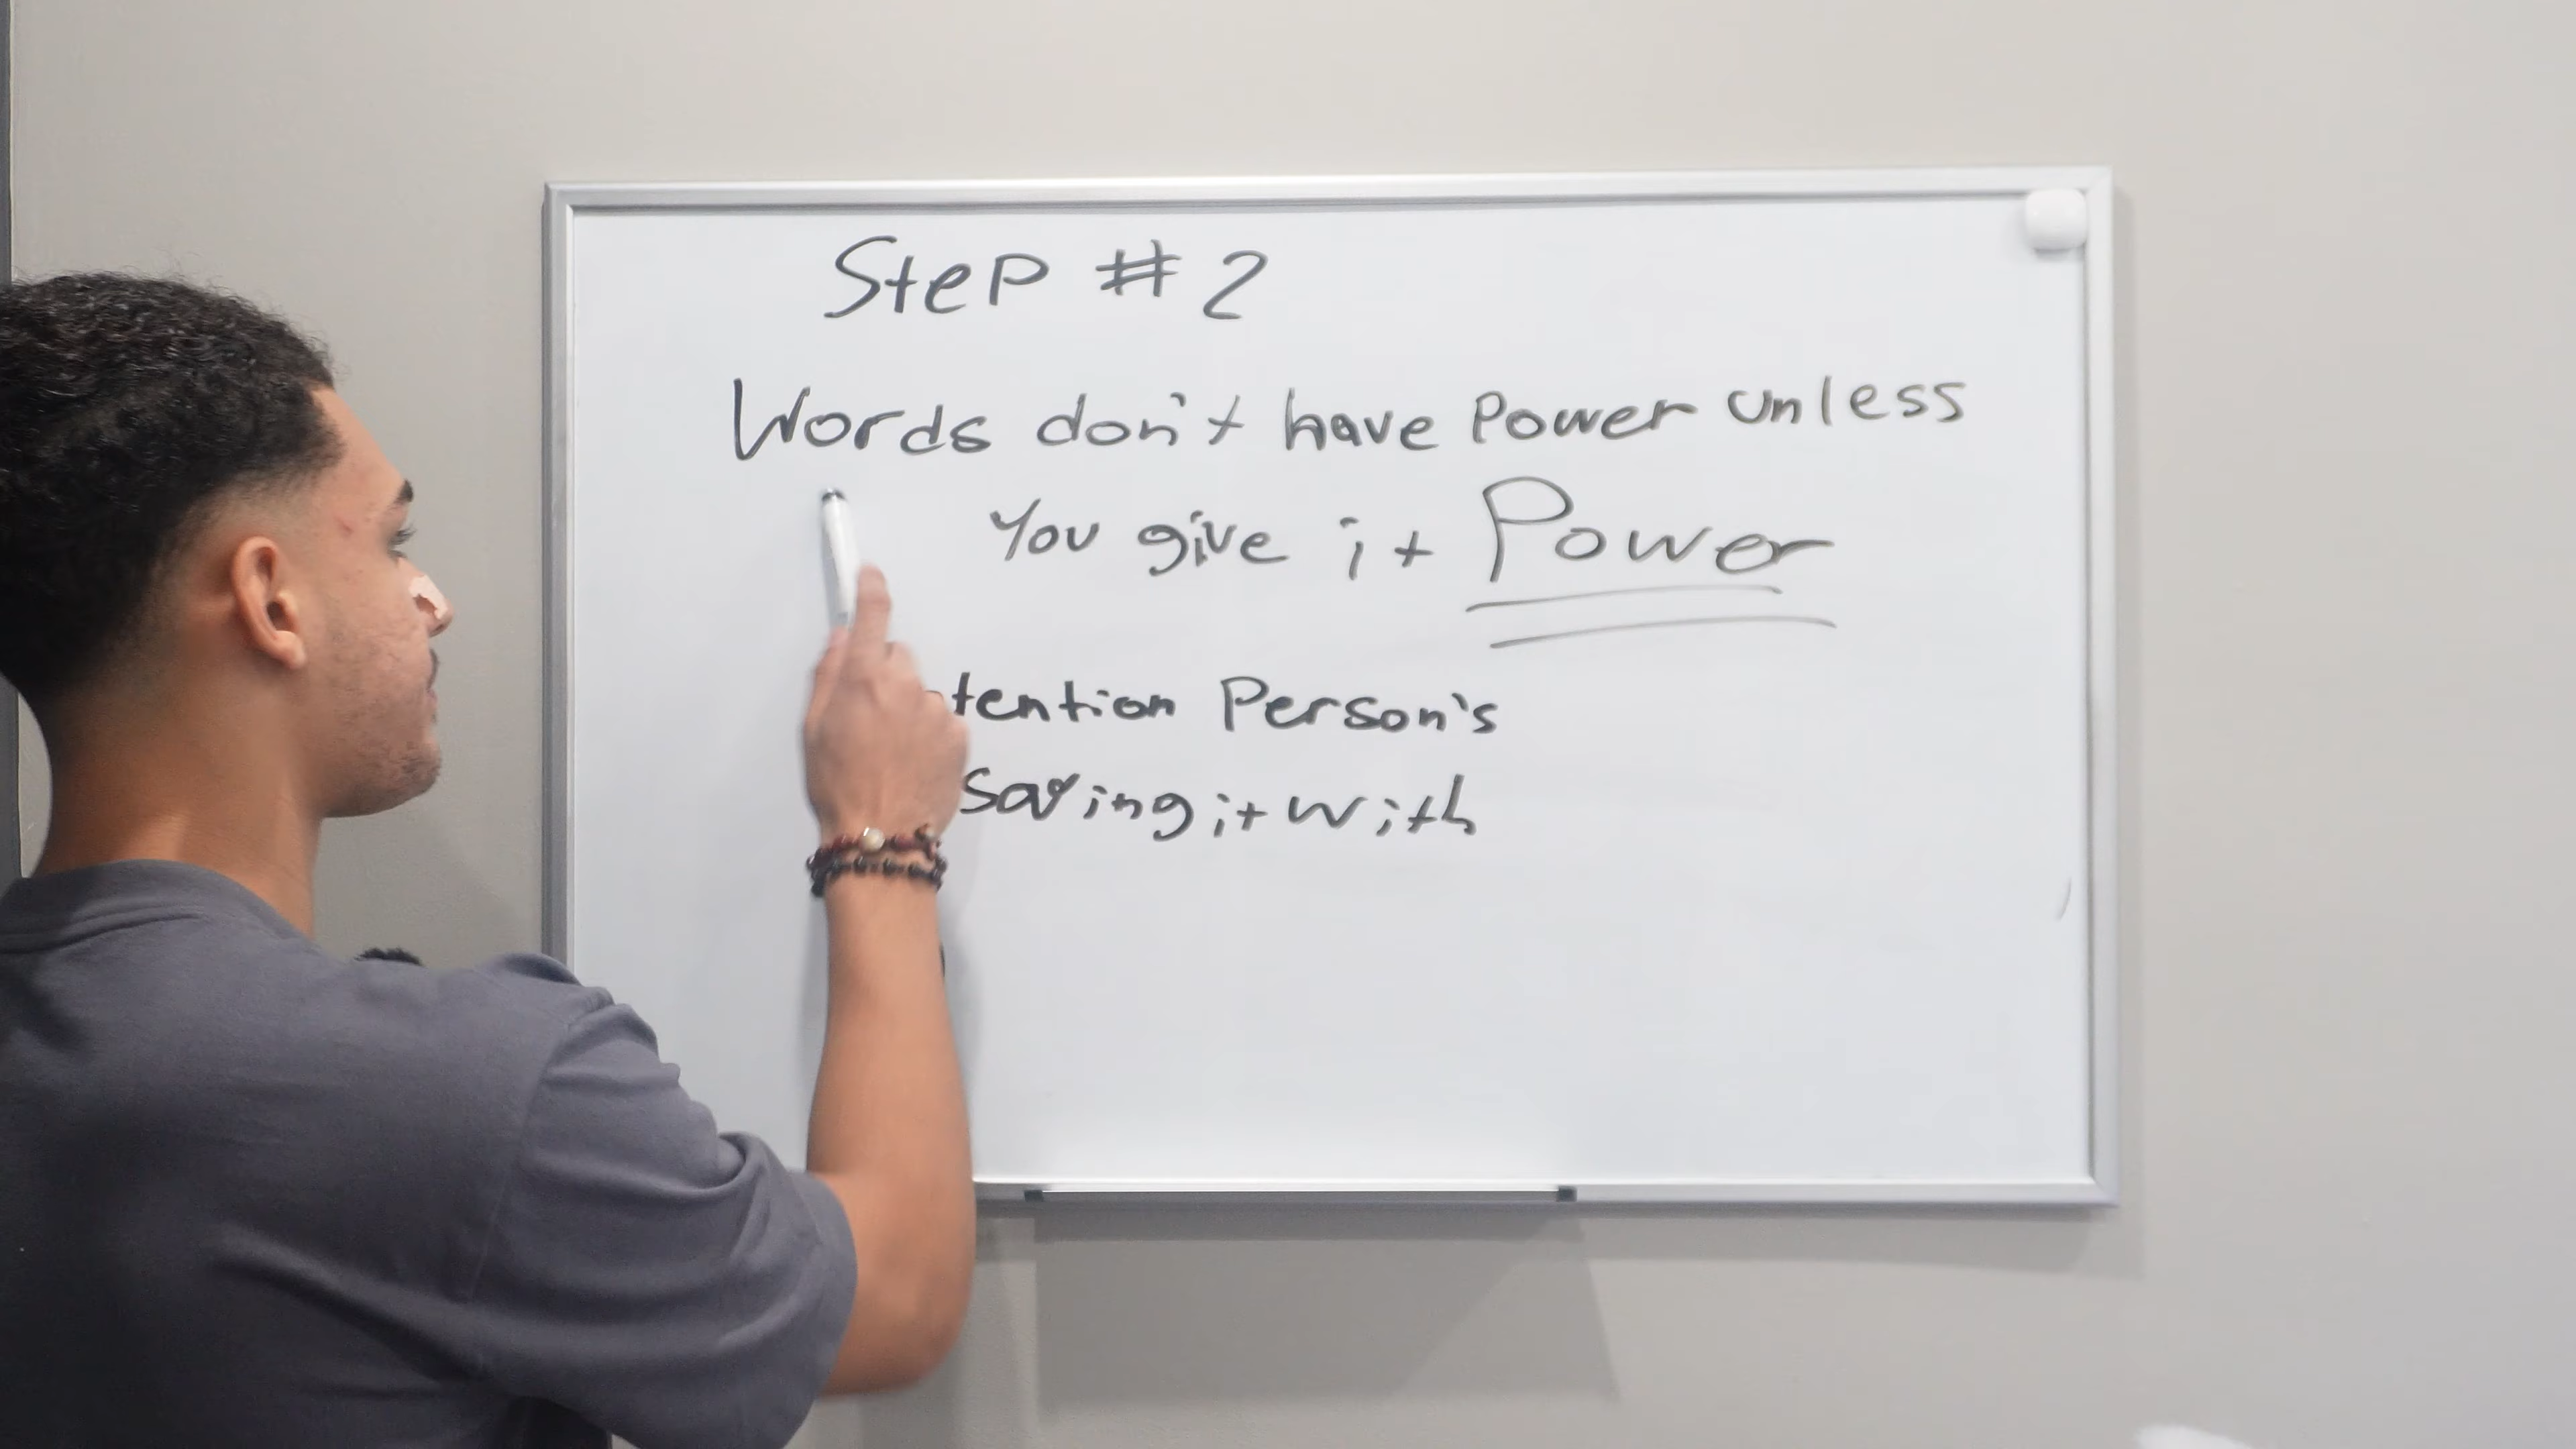 Step #2
Words don't have Power unless
You give it Power
tention Person's
Saying it with